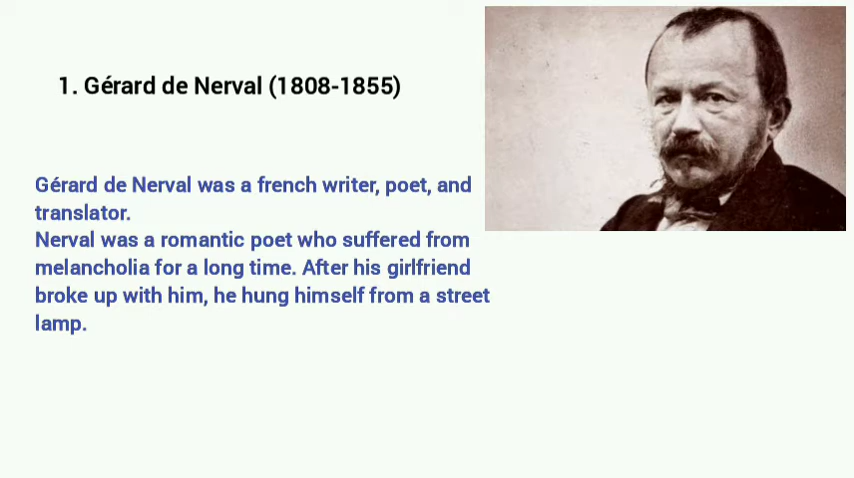 1. Gérard de Nerval (1808-1855)
Gérard de Nerval was a french writer, poet, and
translator.
Nerval was a romantic poet who suffered from
melancholia for a long time. After his girlfriend
broke up with him, he hung himself from a street
lamp.